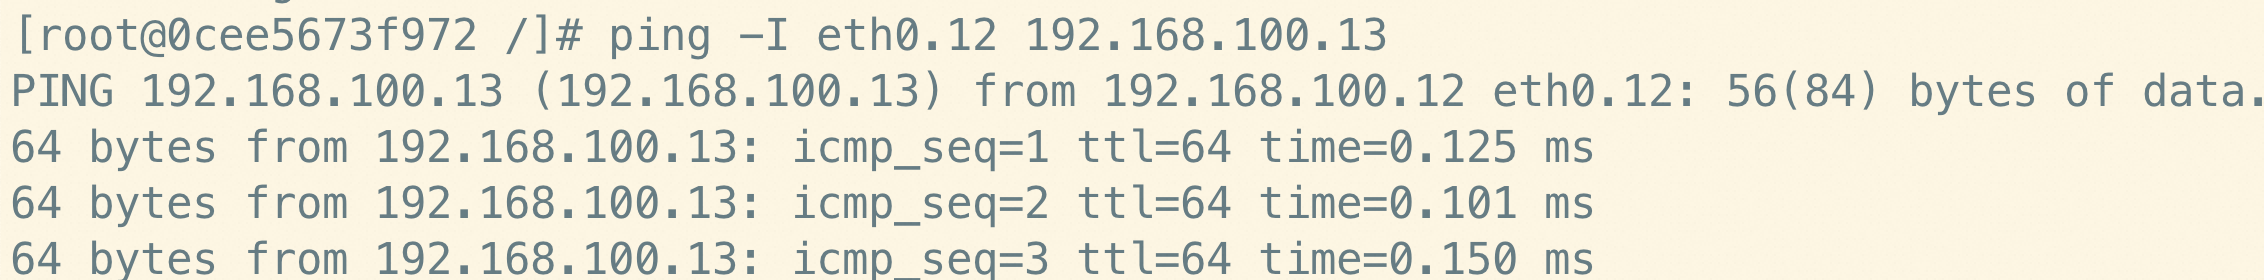 [root@0cee5673f972 /]# ping -I eth0.12 192.168.100.13
PING 192.168.100.13 (192.168.100.13) from 192.168.100.12 eth0.12: 56(84) bytes of data.
64 bytes from 192.168.100.13: icmp_seq=1 ttl=64 time=0.125 ms
64 bytes from 192.168.100.13: icmp_seq=2 ttl=64 time=0.101 ms
64 bytes from 192.168.100.13: icmp_seq=3 ttl=64 time=0.150 ms